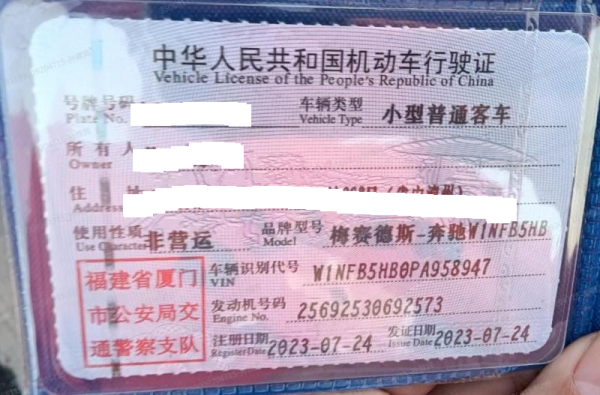 中华人民共和国机动车行驶证
Vehicle License of the People's Republic of China
号牌号码 车辆类型 小型普通客车
Plate No. Vehicle Type
所有人
Owner
住址
Address
使用性质 非营运 品牌型号 梅赛德斯-奔驰W1NFB5HB
Use Character Model
福建省厦门 车辆识别代号 W1NFB5HB0PA958947
VIN
市公安局交 发动机号码 25692530692573
Engine No.
通警察支队 注册日期 2023-07-24 发证日期 2023-07-24
Register Date Issue Date